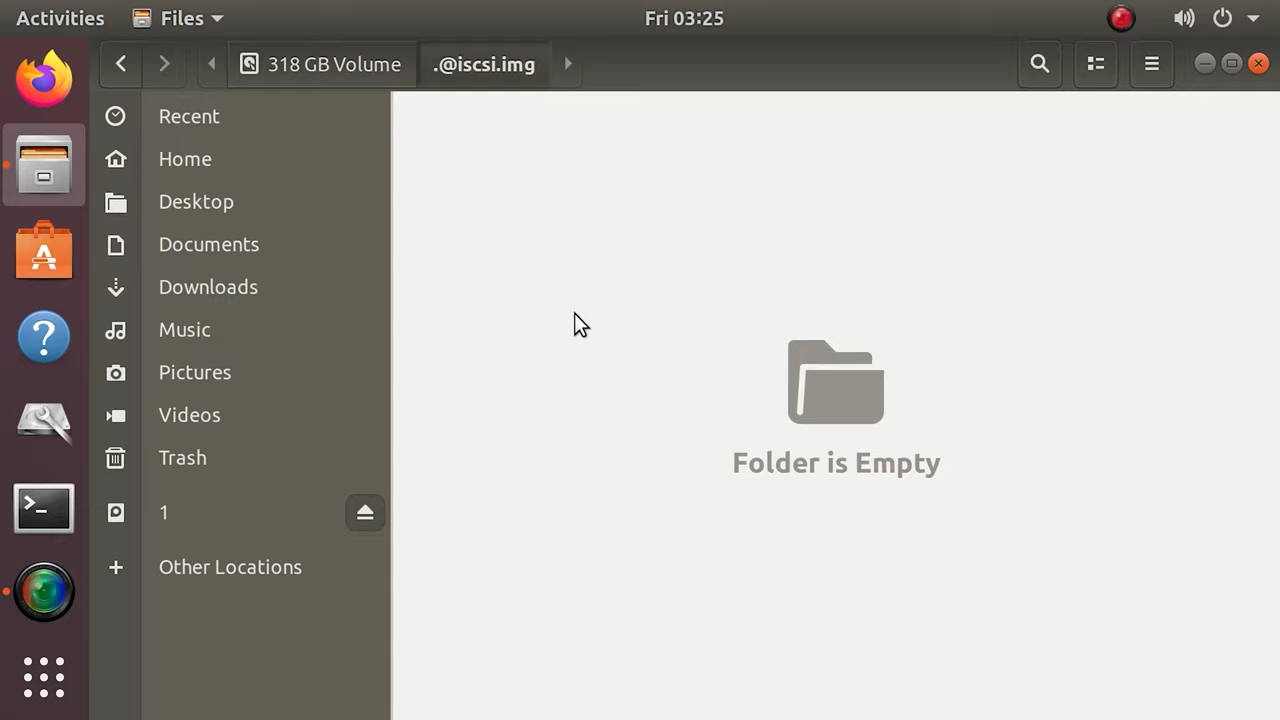 Activities
Files
Fri 03:25
318 GB Volume
.@iscsi.img
Recent
Home
Desktop
Documents
Downloads
Music
Pictures
Videos
Trash
1
Other Locations
Folder is Empty